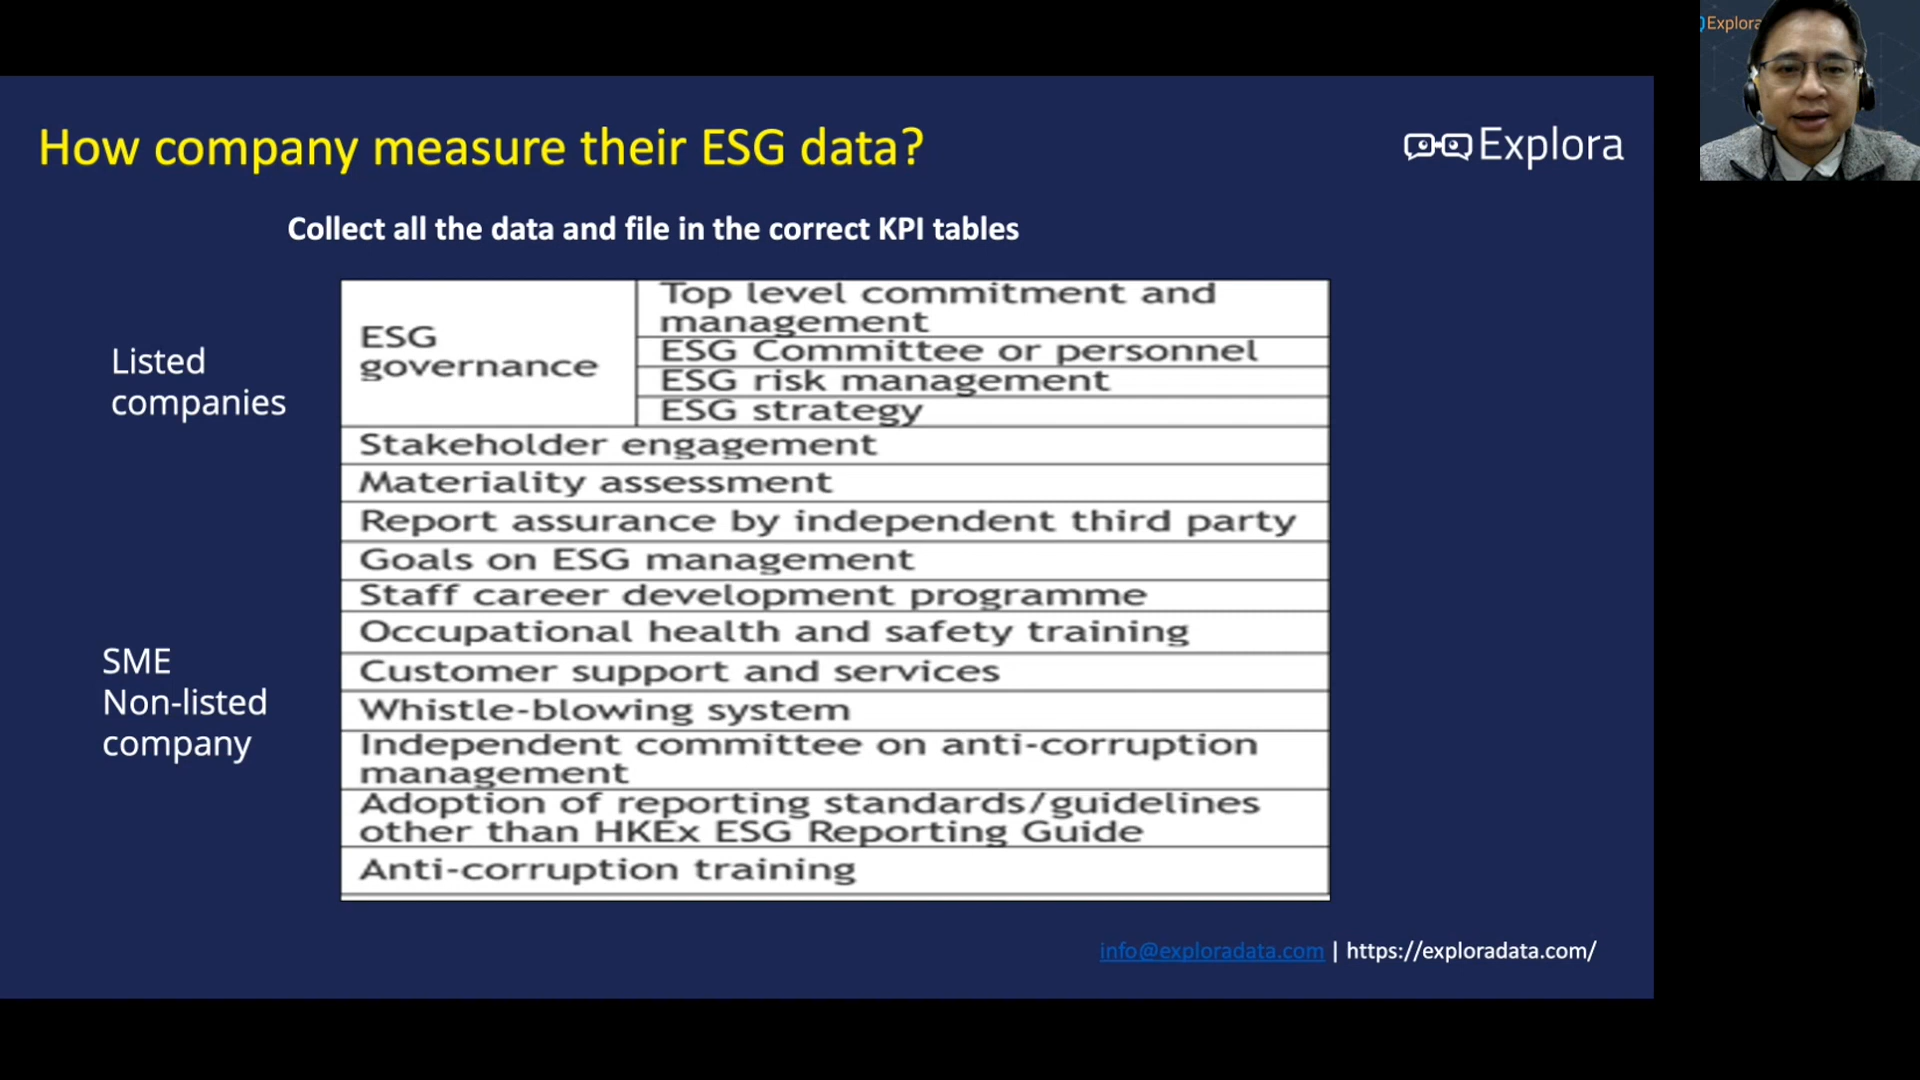 How company measure their ESG data?
Explora
Explora
Collect all the data and file in the correct KPI tables
Listed
companies
SME
Non-listed
company
ESG
governance
Top level commitment and
management
ESG Committee or personnel
ESG risk management
ESG strategy
Stakeholder engagement
Materiality assessment
Report assurance by independent third party
Goals on ESG management
Staff career development programme
Occupational health and safety training
Customer support and services
Whistle-blowing system
Independent committee on anti-corruption
management
Adoption of reporting standards/guidelines
other than HKEx ESG Reporting Guide
Anti-corruption training
info@exploradata.com | https://exploradata.com/